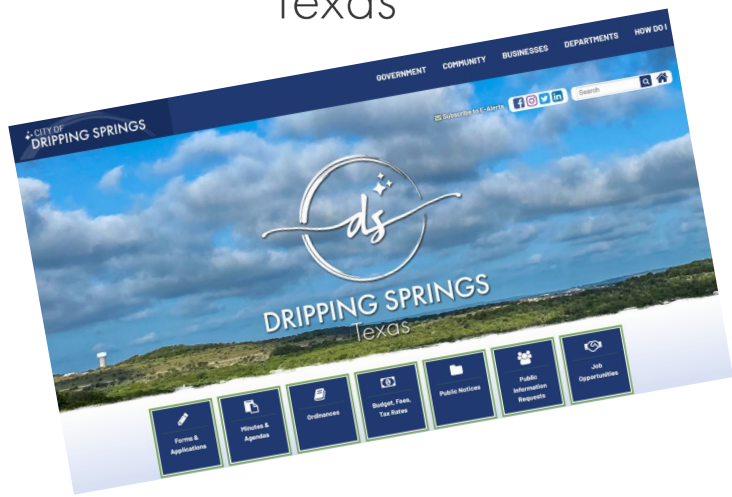 Texas
GOVERNMENT COMMUNITY BUSINESSES DEPARTMENTS HOW DO I
CITY OF
DRIPPING SPRINGS
Subscribe to E-Alerts
Search
ds
DRIPPING SPRINGS
Texas
Forms &
Applications
Minutes &
Agendas
Ordinances
Budget, Fees,
Tax Rates
Public Notices
Public
Information
Requests
Job
Opportunities